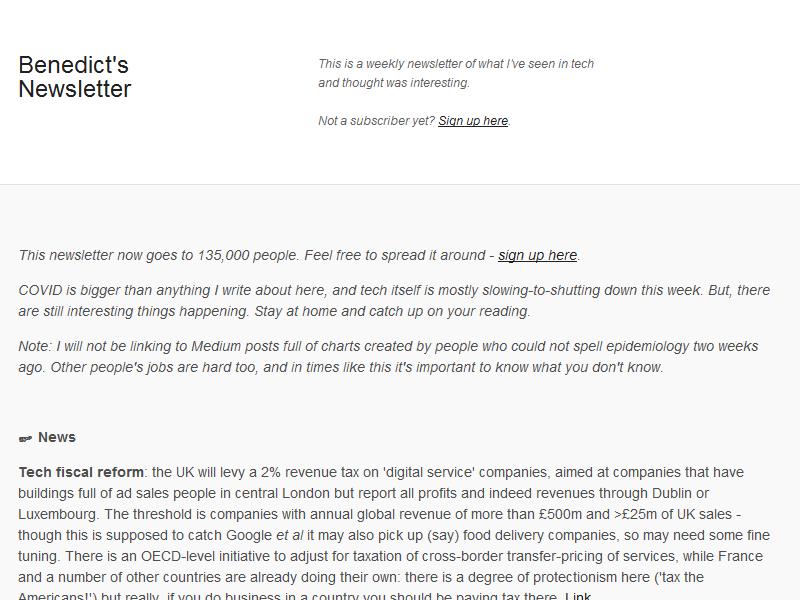 Benedict's
Newsletter
This is a weekly newsletter of what I've seen in tech
and thought was interesting.
Not a subscriber yet? Sign up here.
This newsletter now goes to 135,000 people. Feel free to spread it around - sign up here.
COVID is bigger than anything I write about here, and tech itself is mostly slowing-to-shutting down this week. But, there
are still interesting things happening. Stay at home and catch up on your reading.
Note: I will not be linking to Medium posts full of charts created by people who could not spell epidemiology two weeks
ago. Other people's jobs are hard too, and in times like this it's important to know what you don't know.
News
Tech fiscal reform: the UK will levy a 2% revenue tax on 'digital service' companies, aimed at companies that have
buildings full of ad sales people in central London but report all profits and indeed revenues through Dublin or
Luxembourg. The threshold is companies with annual global revenue of more than £500m and >£25m of UK sales -
though this is supposed to catch Google et al it may also pick up (say) food delivery companies, so may need some fine
tuning. There is an OECD-level initiative to adjust for taxation of cross-border transfer-pricing of services, while France
and a number of other countries are already doing their own: there is a degree of protectionism here ('tax the
Americans!') but really, if you do business in a country you should be paying tax there. Link